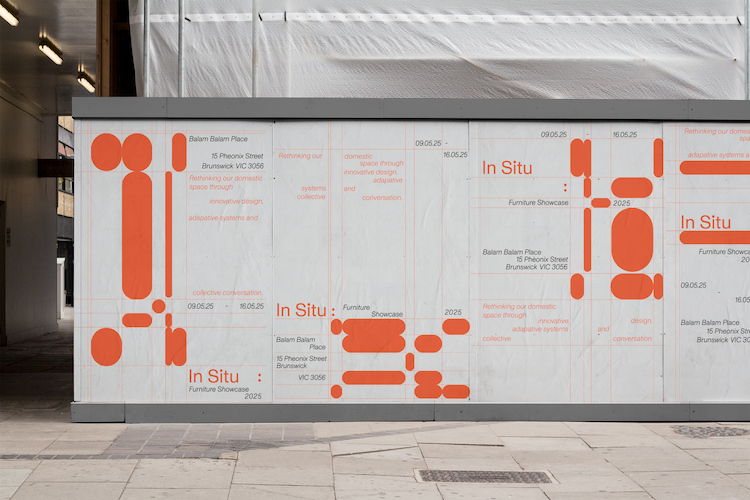 Balam Balam Place
15 Pheonix Street
Brunswick VIC 3056
Rethinking our domestic
space through
innovative design,
adaptive systems and
collective conversation.
09.05.25 - 16.05.25
In Situ :
Furniture Showcase
2025
09.05.25 -
16.05.25
Rethinking our domestic
space through
innovative design,
adaptive
systems and
collective conversation.
In Situ : Furniture
Showcase 2025
Balam Balam
Place
15 Pheonix Street
Brunswick
VIC 3056
09.05.25 - 16.05.25
In Situ
:
Furniture Showcase 2025
Balam Balam Place
15 Pheonix Street
Brunswick VIC 3056
Rethinking our domestic
space through
innovative design,
adaptive systems and
collective conversation.
Rethinking our domestic
adaptive systems a
In Situ
Furniture Showca
20
09.05.25
16.05
Balam Balam Place
15 Pheonix Stre
Brunswick VIC 30